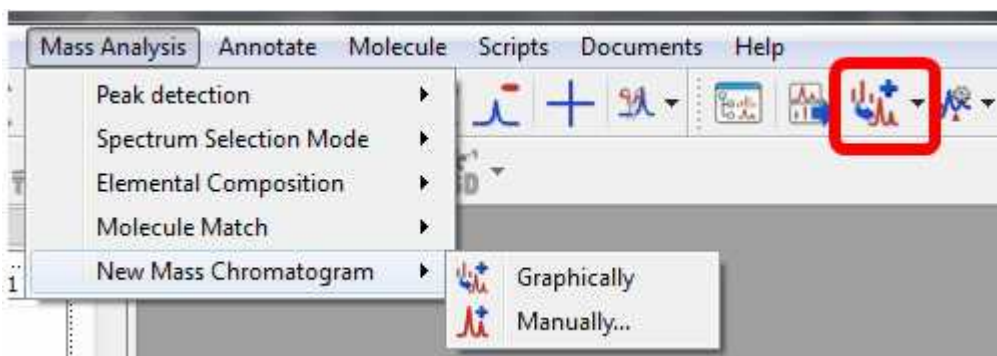 Mass Analysis Annotate Molecule Scripts Documents Help
Peak detection
Spectrum Selection Mode
Elemental Composition
Molecule Match
New Mass Chromatogram
Graphically
Manually...
1